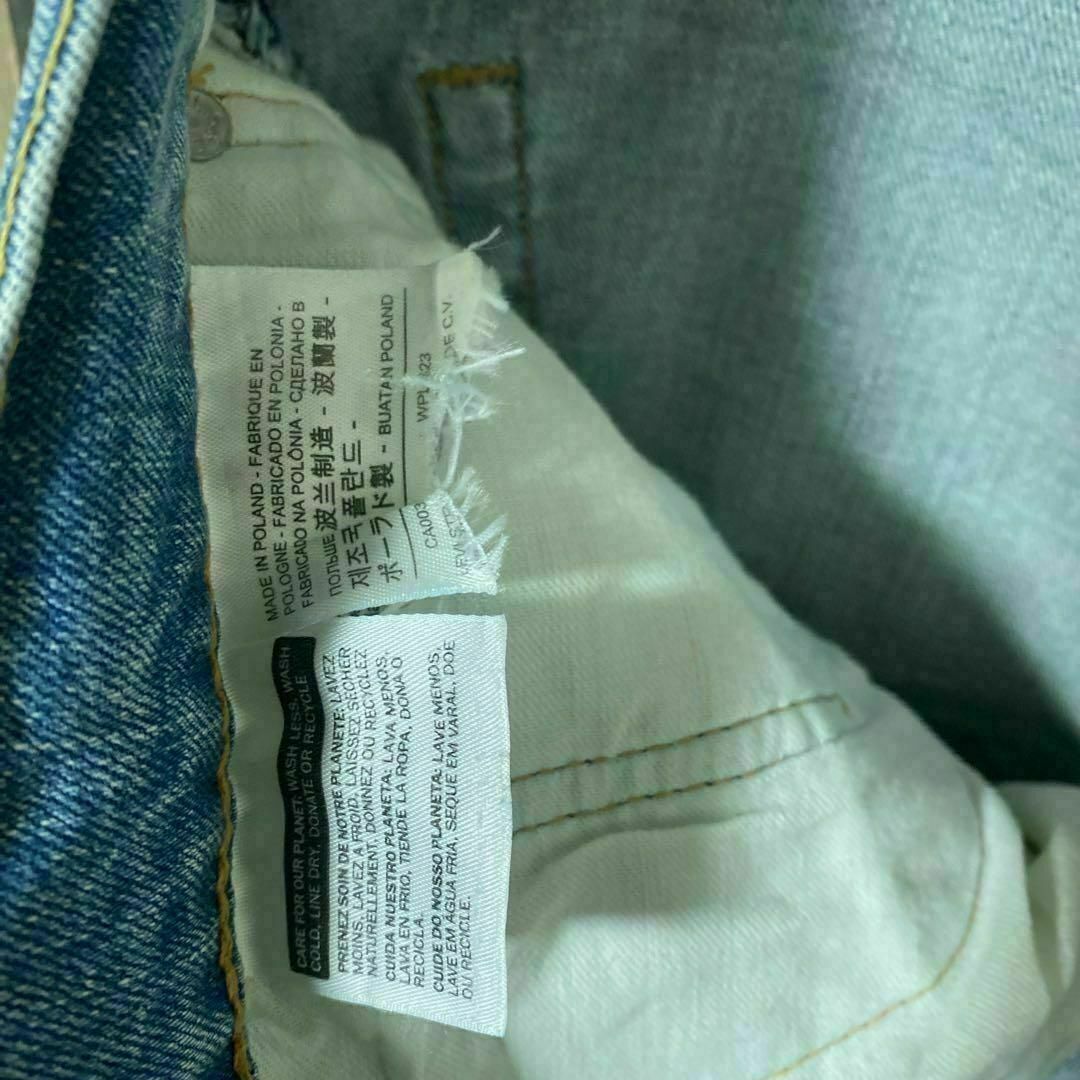 MADE IN POLAND - FABRIQUE EN
POLOGNE - FABRICADO EN POLONIA -
FABRICADO NA POLÔNIA - СДЕЛАНО В
ПОЛЬШЕ 波兰制造 - 波蘭製 -
제조국 폴란드 -
ポーランド製 - BUATAN POLAND
CA003
DE C.V.
CARE FOR OUR PLANET: WASH LESS, WASH
COLD, LINE DRY, DONATE OR RECYCLE
PRENEZ SOIN DE NOTRE PLANETE: LAVEZ
MOINS, LAVEZ A FROID, LAISSEZ SECHER
NATURELLEMENT, DONNEZ OU RECYCLEZ
CUIDA NUESTRO PLANETA: LAVA MENOS,
LAVA EN FRIO, TIENDE LA ROPA, DONA O
RECICLA.
CUIDE DO NOSSO PLANETA: LAVE MENOS,
LAVE EM ÁGUA FRIA, SEQUE EM VARAL, DOE
OU RECICLE.